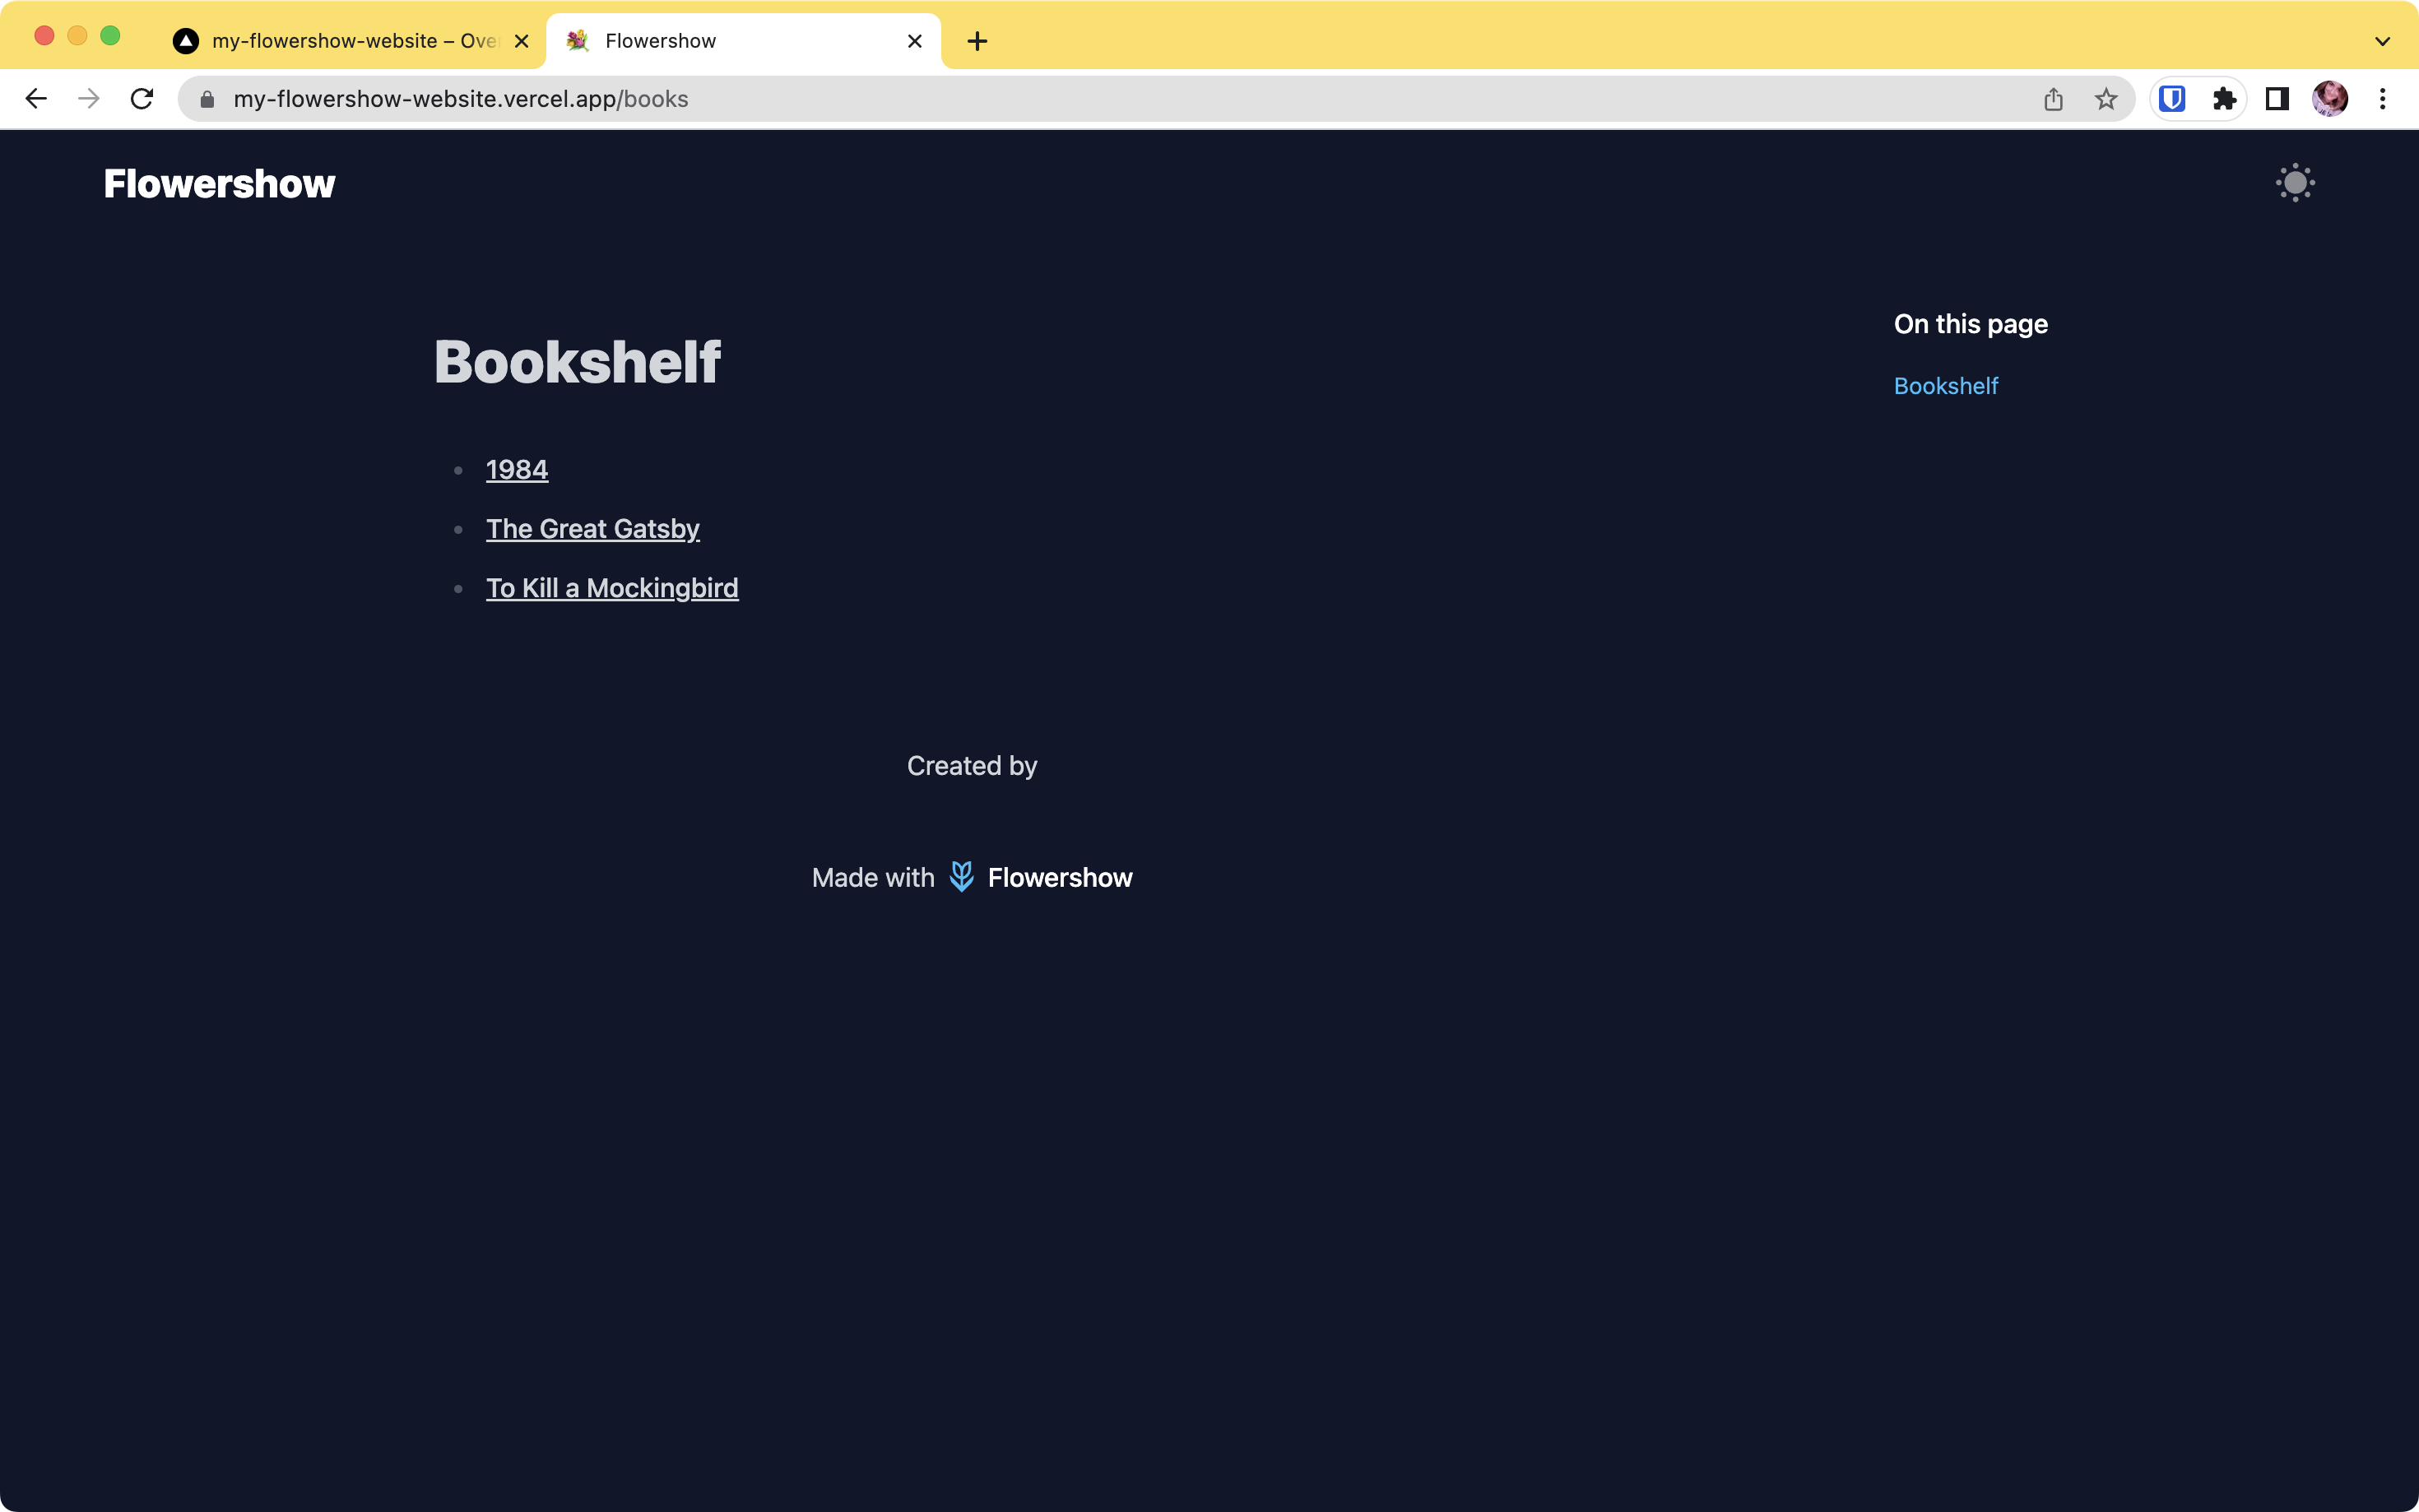 my-flowershow-website – Ove
Flowershow
my-flowershow-website.vercel.app/books
Flowershow
On this page
Bookshelf
Bookshelf
1984
The Great Gatsby
To Kill a Mockingbird
Created by
Made with Flowershow